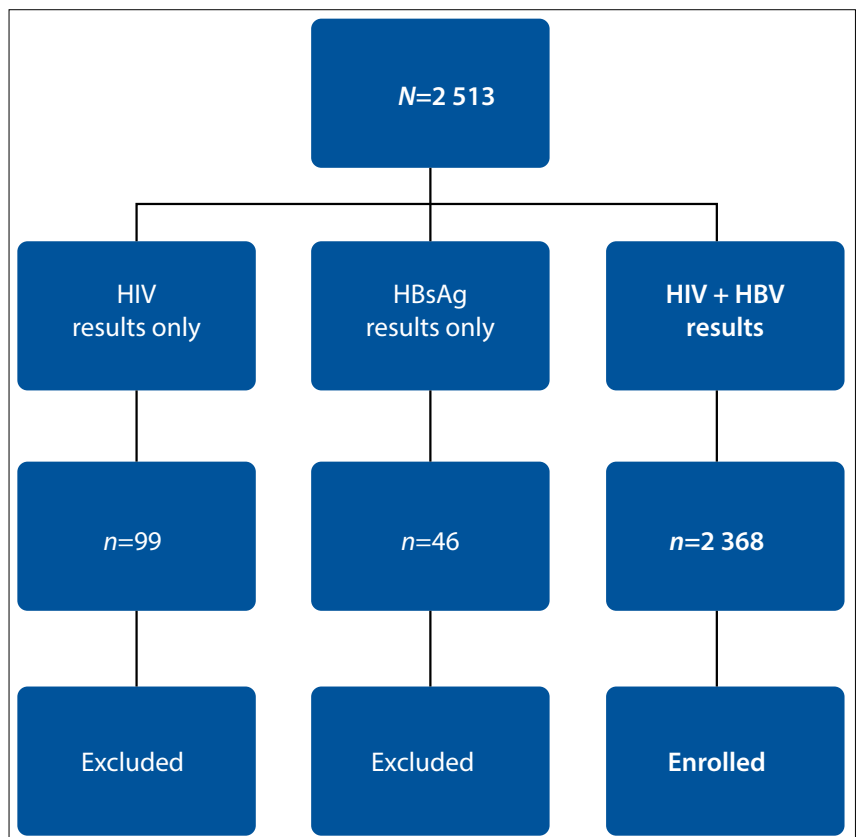 N=2 513
HIV
results only
HBsAg
results only
HIV + HBV
results
n=99
n=46
n=2 368
Excluded
Excluded
Enrolled